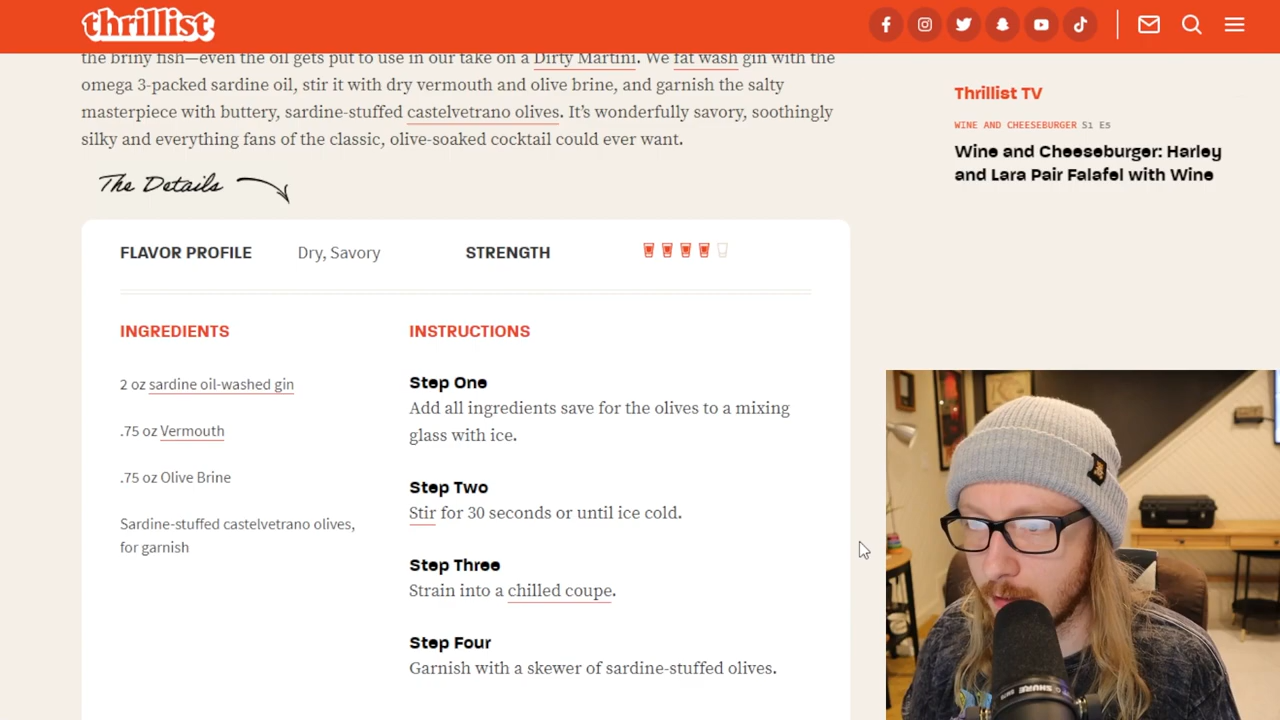 thrillist
the briny fish—even the oil gets put to use in our take on a Dirty Martini. We fat wash gin with the
omega 3-packed sardine oil, stir it with dry vermouth and olive brine, and garnish the salty
masterpiece with buttery, sardine-stuffed castelvetrano olives. It's wonderfully savory, soothingly
silky and everything fans of the classic, olive-soaked cocktail could ever want.
The Details
FLAVOR PROFILE Dry, Savory STRENGTH
INGREDIENTS
2 oz sardine oil-washed gin
.75 oz Vermouth
.75 oz Olive Brine
Sardine-stuffed castelvetrano olives,
for garnish
INSTRUCTIONS
Step One
Add all ingredients save for the olives to a mixing
glass with ice.
Step Two
Stir for 30 seconds or until ice cold.
Step Three
Strain into a chilled coupe.
Step Four
Garnish with a skewer of sardine-stuffed olives.
Thrillist TV
WINE AND CHEESEBURGER S1 E5
Wine and Cheeseburger: Harley
and Lara Pair Falafel with Wine
SHURE